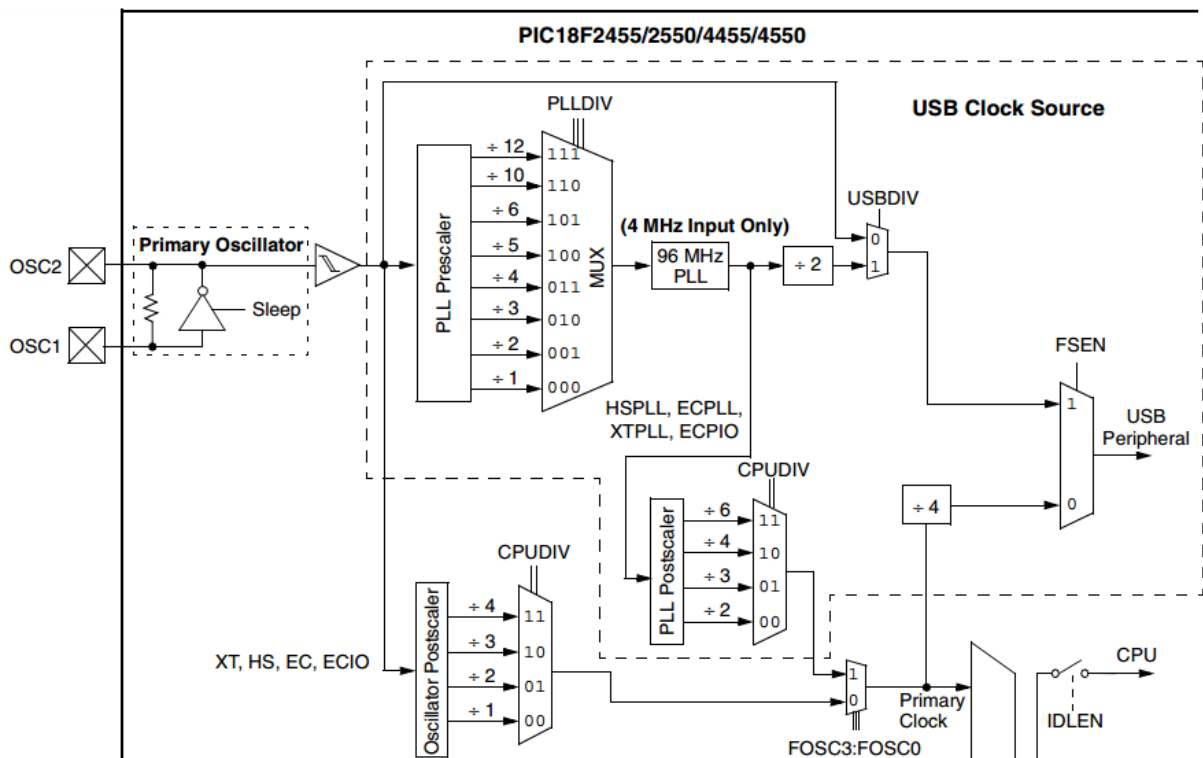 PIC18F2455/2550/4455/4550
PLLDIV
USB Clock Source
÷ 12
111
÷ 10
110
÷ 6
101
÷ 5
100
÷ 4
011
÷ 3
010
÷ 2
001
÷ 1
000
PLL Prescaler
MUX
(4 MHz Input Only)
96 MHz
PLL
÷ 2
USBDIV
0
1
Primary Oscillator
OSC2
Sleep
OSC1
FSEN
1
0
USB
Peripheral
HSPLL, ECPLL,
XTPLL, ECPIO
CPUDIV
PLL Postscaler
÷ 6
11
÷ 4
10
÷ 3
01
÷ 2
00
÷ 4
CPUDIV
Oscillator Postscaler
÷ 4
11
÷ 3
10
÷ 2
01
÷ 1
00
XT, HS, EC, ECIO
1
0
Primary
Clock
FOSC3:FOSC0
CPU
IDLEN